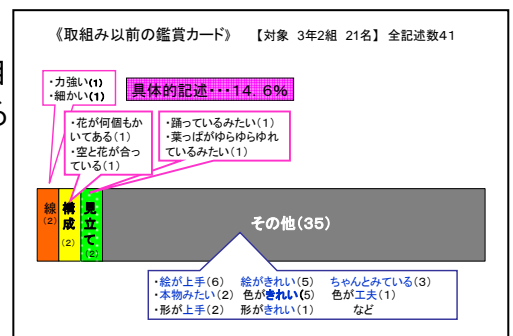 《取組み以前の鑑賞カード》 【対象 3年2組 21名】 全記述数41
・力強い(1)
・細かい(1)
具体的記述・・・14.6%
・花が何個もか
いてある(1)
・空と花が合っ
ている(1)
・踊っているみたい(1)
・葉っぱがゆらゆらゆれ
ているみたい(1)
線
(2)
構成
(2)
見立て
(2)
その他(35)
・絵が上手(6) 絵がきれい(5) ちゃんとみている(3)
・本物みたい(2) 色がきれい(5) 色が工夫(1)
・形が上手(2) 形がきれい(1) など
る